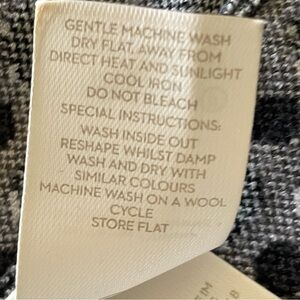 GENTLE MACHINE WASH
DRY FLAT, AWAY FROM
DIRECT HEAT AND SUNLIGHT
COOL IRON
DO NOT BLEACH
SPECIAL INSTRUCTIONS:
WASH INSIDE OUT
RESHAPE WHILST DAMP
WASH AND DRY WITH
SIMILAR COLOURS
MACHINE WASH ON A WOOL
CYCLE
STORE FLAT